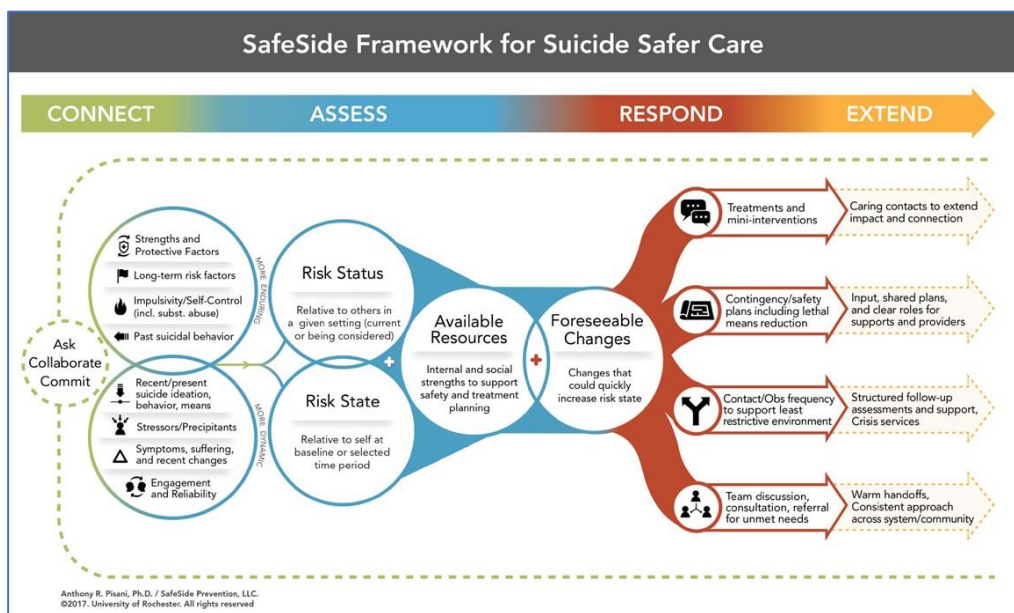 SafeSide Framework for Suicide Safer Care
CONNECT
ASSESS
RESPOND
EXTEND
Ask
Collaborate
Commit
Strengths and
Protective Factors
Long-term risk factors
Impulsivity/Self-Control
(incl. subst. abuse)
Past suicidal behavior
Recent/present
suicide ideation,
behavior, means
Stressors/Precipitants
Symptoms, suffering,
and recent changes
Engagement
and Reliability
MORE ENDURING
MORE DYNAMIC
Risk Status
Relative to others in
a given setting (current
or being considered)
Risk State
Relative to self at
baseline or selected
time period
+
Available
Resources
Internal and social
strengths to support
safety and treatment
planning
+
Foreseeable
Changes
Changes that
could quickly
increase risk state
Treatments and
mini-interventions
Caring contacts to extend
impact and connection
Contingency/safety
plans including lethal
means reduction
Input, shared plans,
and clear roles for
supports and providers
Contact/Obs frequency
to support least
restrictive environment
Structured follow-up
assessments and support,
Crisis services
Team discussion,
consultation, referral
for unmet needs
Warm handoffs,
Consistent approach
across system/community
Anthony R. Pisani, Ph.D. / SafeSide Prevention, LLC.
©2017. University of Rochester. All rights reserved